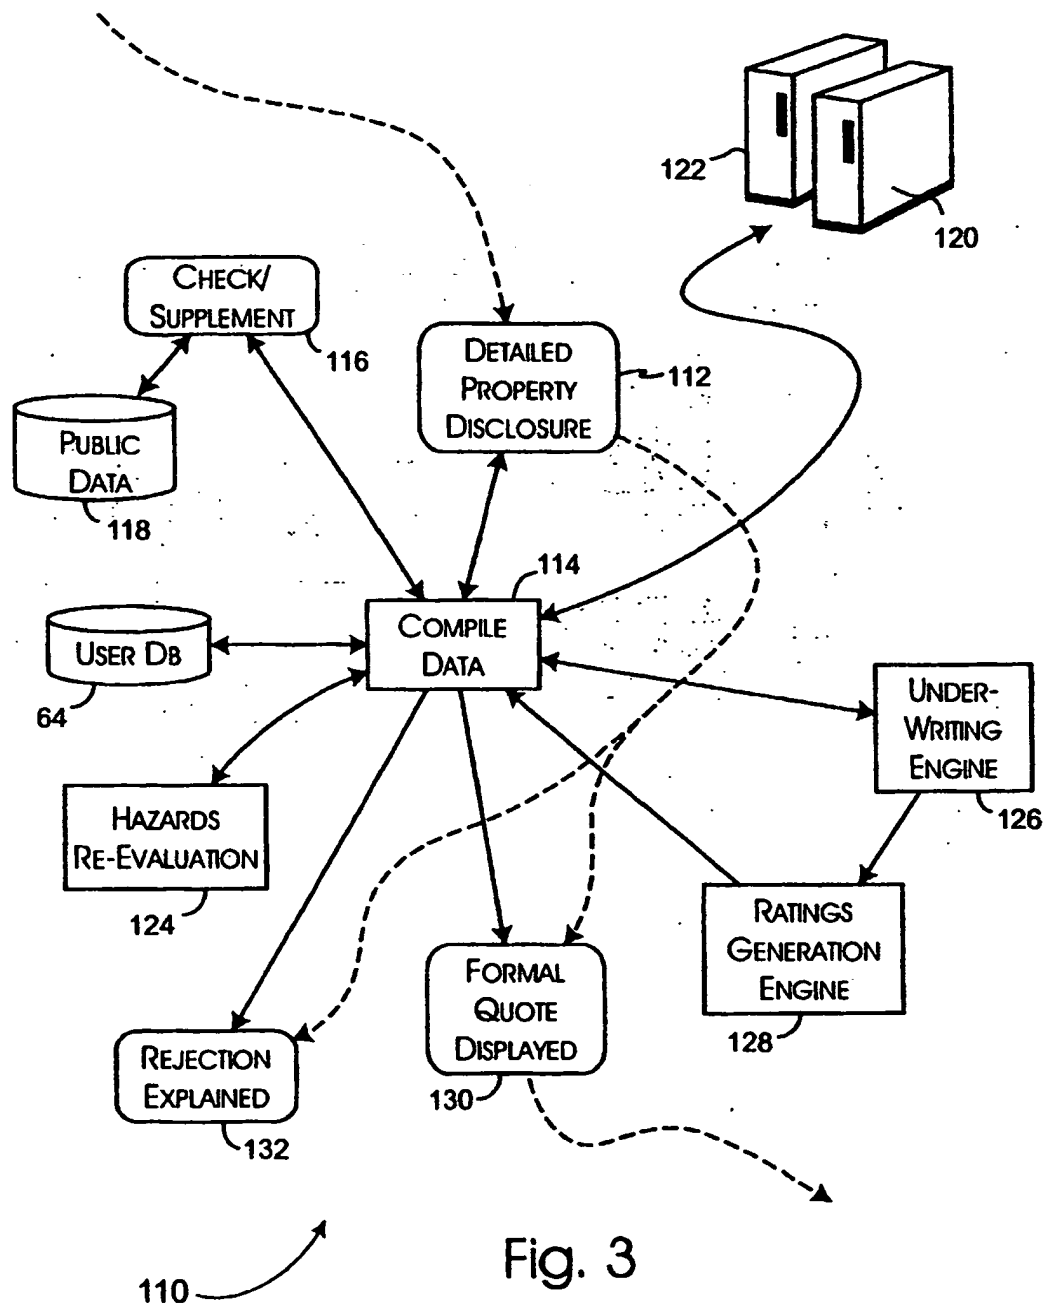 122
120
CHECK/
SUPPLEMENT
116
DETAILED
PROPERTY
DISCLOSURE
112
PUBLIC
DATA
118
114
COMPILE
DATA
USER DB
64
UNDER-
WRITING
ENGINE
126
HAZARDS
RE-EVALUATION
124
RATINGS
GENERATION
ENGINE
128
FORMAL
QUOTE
DISPLAYED
130
REJECTION
EXPLAINED
132
Fig. 3
110